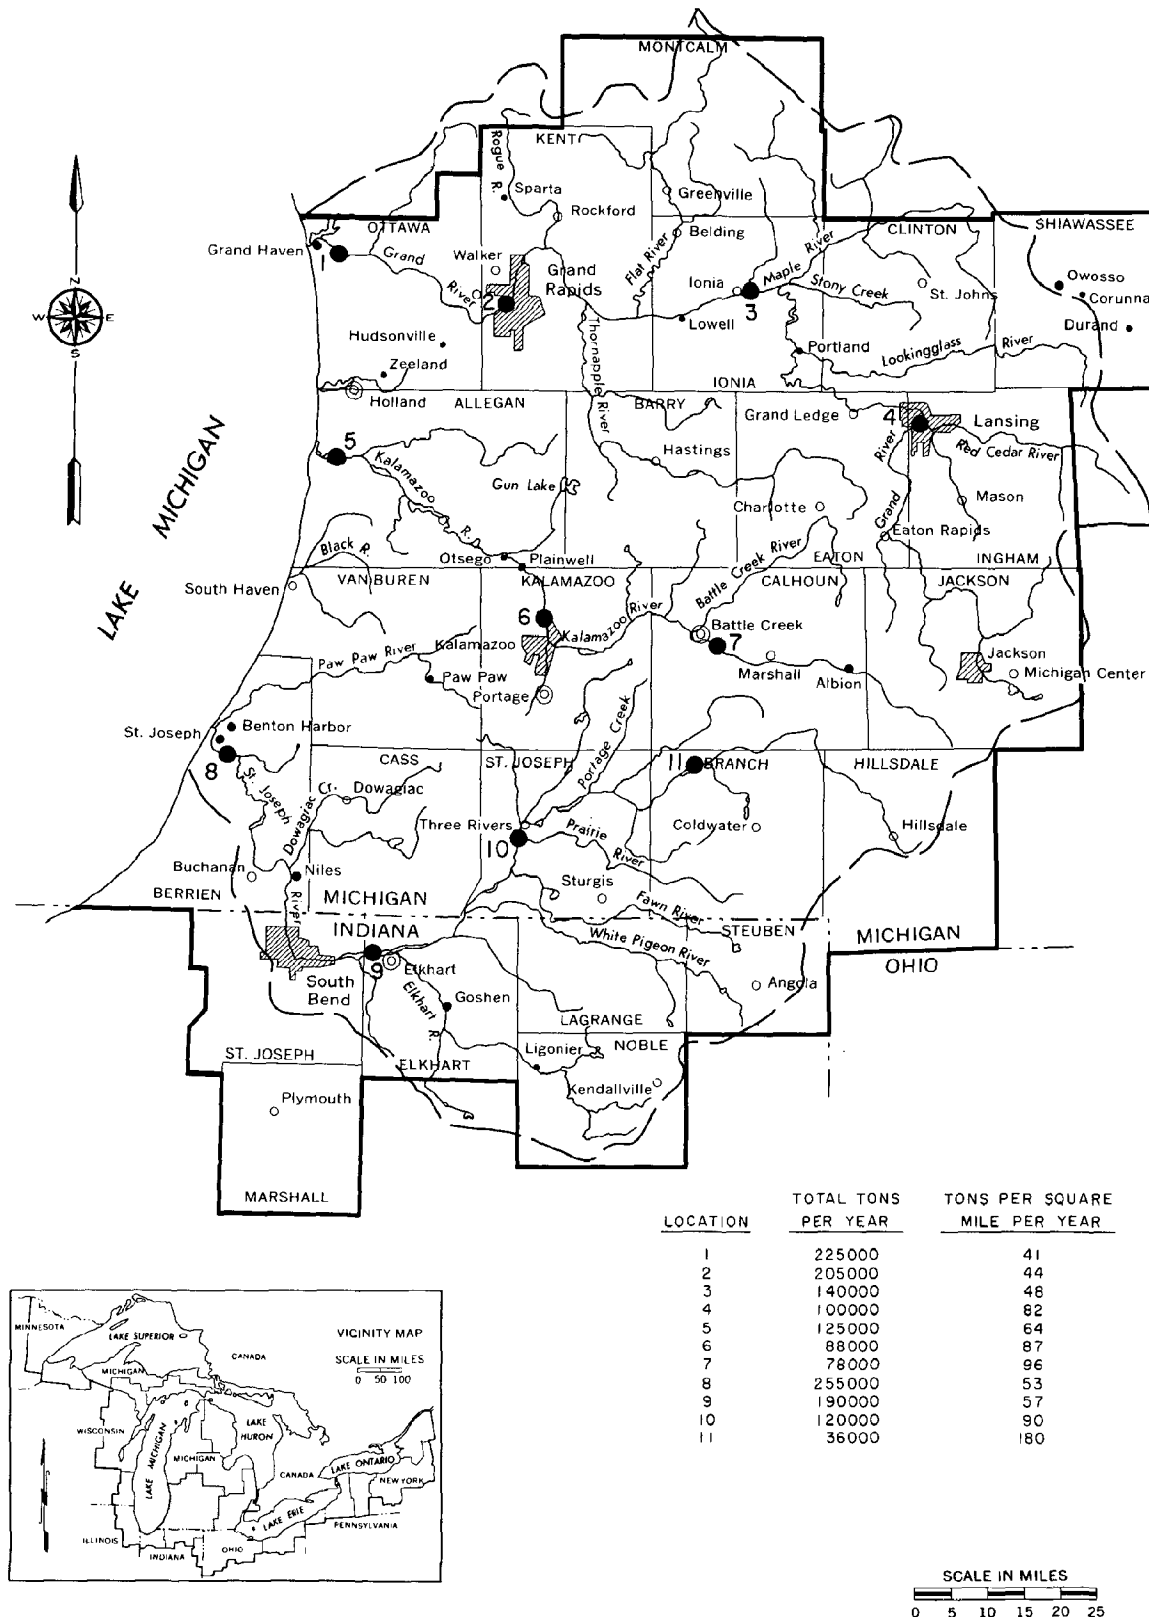 MONTCALM
KENT
Rogue R.
Sparta
Greenville
Rockford
OTTAWA
Belding
CLINTON
SHIAWASSEE
Grand Haven
1
Grand
River
Walker
Grand
Rapids
2
Flat River
Ionia
3
Maple River
Stony Creek
St. Johns
Owosso
Corunna
Durand
Lowell
Hudsonville
Zeeland
Holland
Thornapple River
Portland
Lookingglass River
IONIA
ALLEGAN
BARRY
Grand Ledge
4
Lansing
Red Cedar River
5
Kalamazoo
R.
Gun Lake
Hastings
Charlotte
Grand
River
Mason
Eaton Rapids
Otsego
Plainwell
Black R.
South Haven
VAN BUREN
KALAMAZOO
Battle Creek River
EATON
CALHOUN
INGHAM
JACKSON
6
Kalamazoo
Kalamazoo River
Battle Creek
7
Marshall
Albion
Jackson
Michigan Center
Paw Paw River
Paw Paw
Portage
Portage Creek
LAKE MICHIGAN
N
W
E
S
St. Joseph
Benton Harbor
8
St. Joseph
River
CASS
ST. JOSEPH
11
BRANCH
HILLSDALE
Dowagiac Cr.
Dowagiac
Three Rivers
10
Prairie
River
Coldwater
Hillsdale
Buchanan
Niles
Sturgis
BERRIEN
MICHIGAN
INDIANA
Fawn River
White Pigeon River
STEUBEN
MICHIGAN
OHIO
South
Bend
9
Elkhart
Elkhart
R.
Goshen
Angola
LAGRANGE
NOBLE
ST. JOSEPH
ELKHART
Ligonier
Kendallville
Plymouth
MARSHALL
LOCATION TOTAL TONS PER YEAR TONS PER SQUARE MILE PER YEAR
1 225000 41
2 205000 44
3 140000 48
4 100000 82
5 125000 64
6 88000 87
7 78000 96
8 255000 53
9 190000 57
10 120000 90
11 36000 180
VICINITY MAP
SCALE IN MILES
0 50 100
MINNESOTA
LAKE SUPERIOR
CANADA
MICHIGAN
WISCONSIN
LAKE MICHIGAN
MICHIGAN
LAKE
HURON
CANADA
LAKE ONTARIO
NEW YORK
LAKE ERIE
PENNSYLVANIA
ILLINOIS
INDIANA
OHIO
SCALE IN MILES
0 5 10 15 20 25